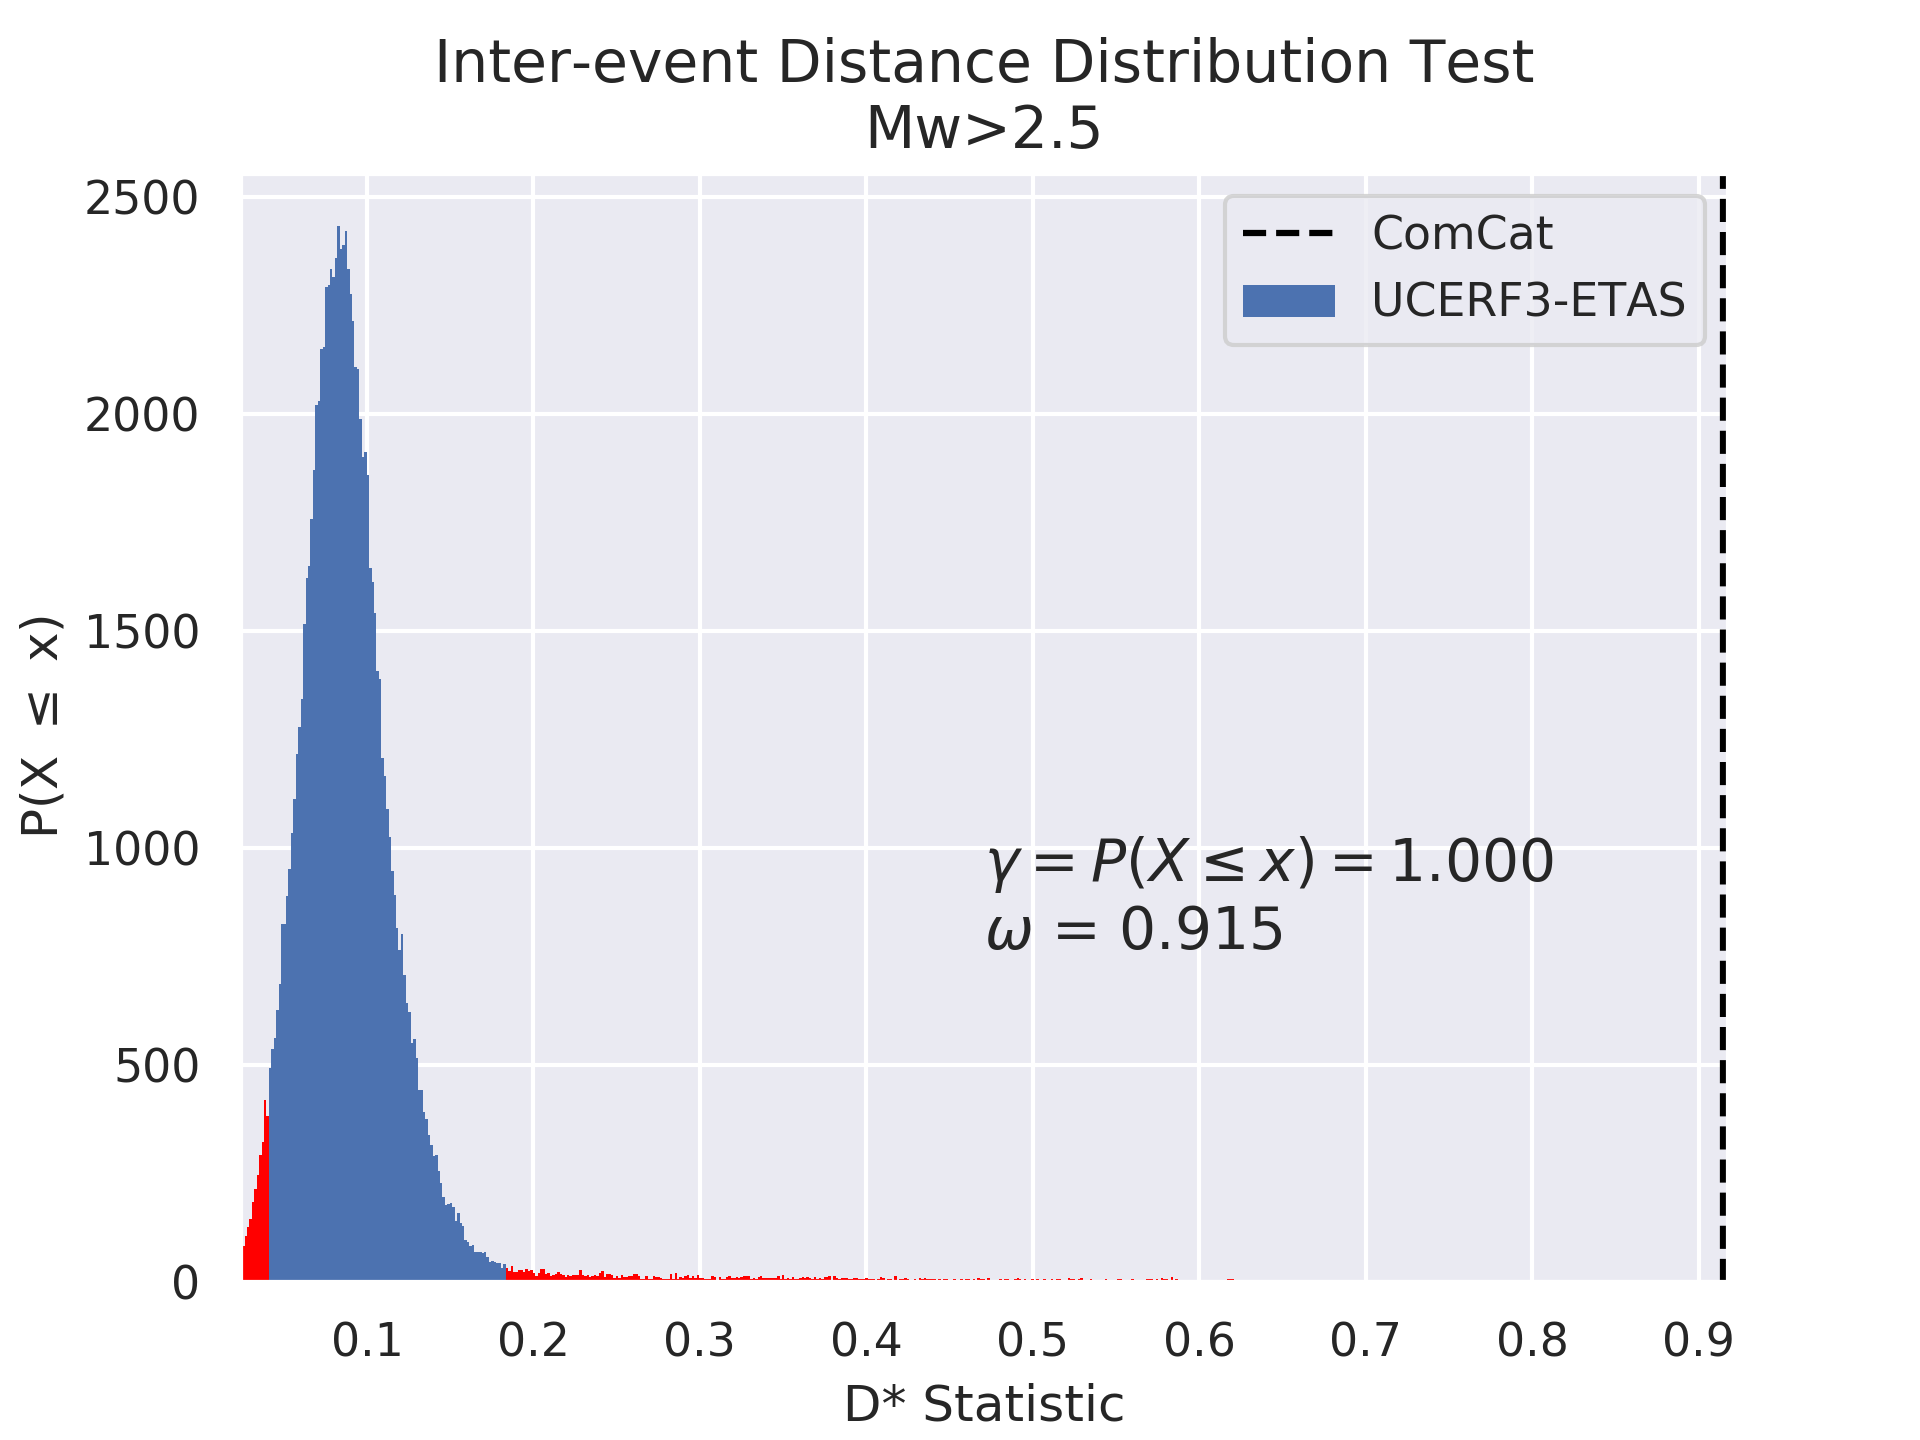 Inter-event Distance Distribution Test
Mw>2.5
2500
2000
1500
1000
500
0
P(X ≤ x)
ComCat
UCERF3-ETAS
γ = P(X ≤ x) = 1.000
ω = 0.915
0.1 0.2 0.3 0.4 0.5 0.6 0.7 0.8 0.9
D* Statistic